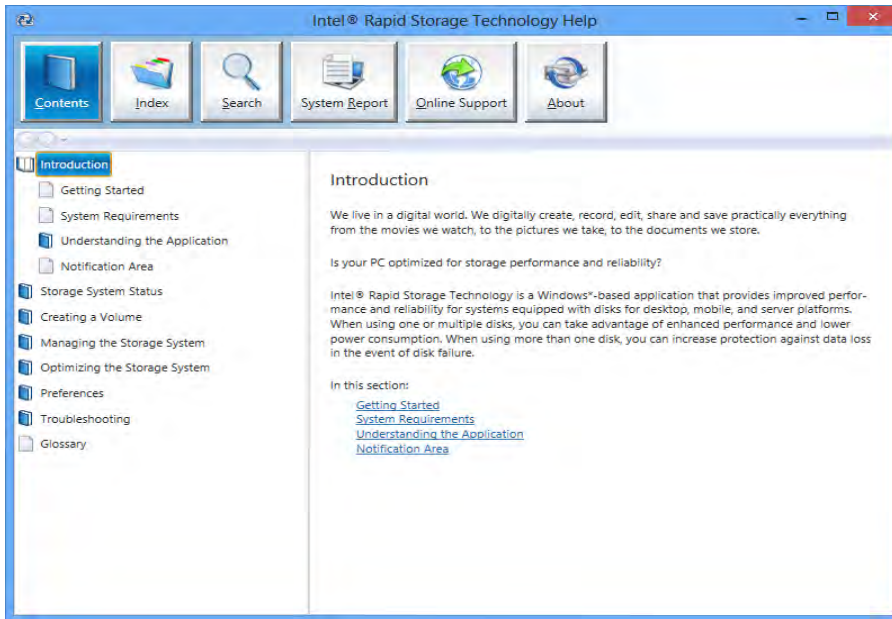 Intel® Rapid Storage Technology Help
Contents
Index
Search
System Report
Online Support
About
Introduction
Getting Started
System Requirements
Understanding the Application
Notification Area
Storage System Status
Creating a Volume
Managing the Storage System
Optimizing the Storage System
Preferences
Troubleshooting
Glossary
Introduction
We live in a digital world. We digitally create, record, edit, share and save practically everything
from the movies we watch, to the pictures we take, to the documents we store.
Is your PC optimized for storage performance and reliability?
Intel® Rapid Storage Technology is a Windows*-based application that provides improved perfor-
mance and reliability for systems equipped with disks for desktop, mobile, and server platforms.
When using one or multiple disks, you can take advantage of enhanced performance and lower
power consumption. When using more than one disk, you can increase protection against data loss
in the event of disk failure.
In this section:
Getting Started
System Requirements
Understanding the Application
Notification Area